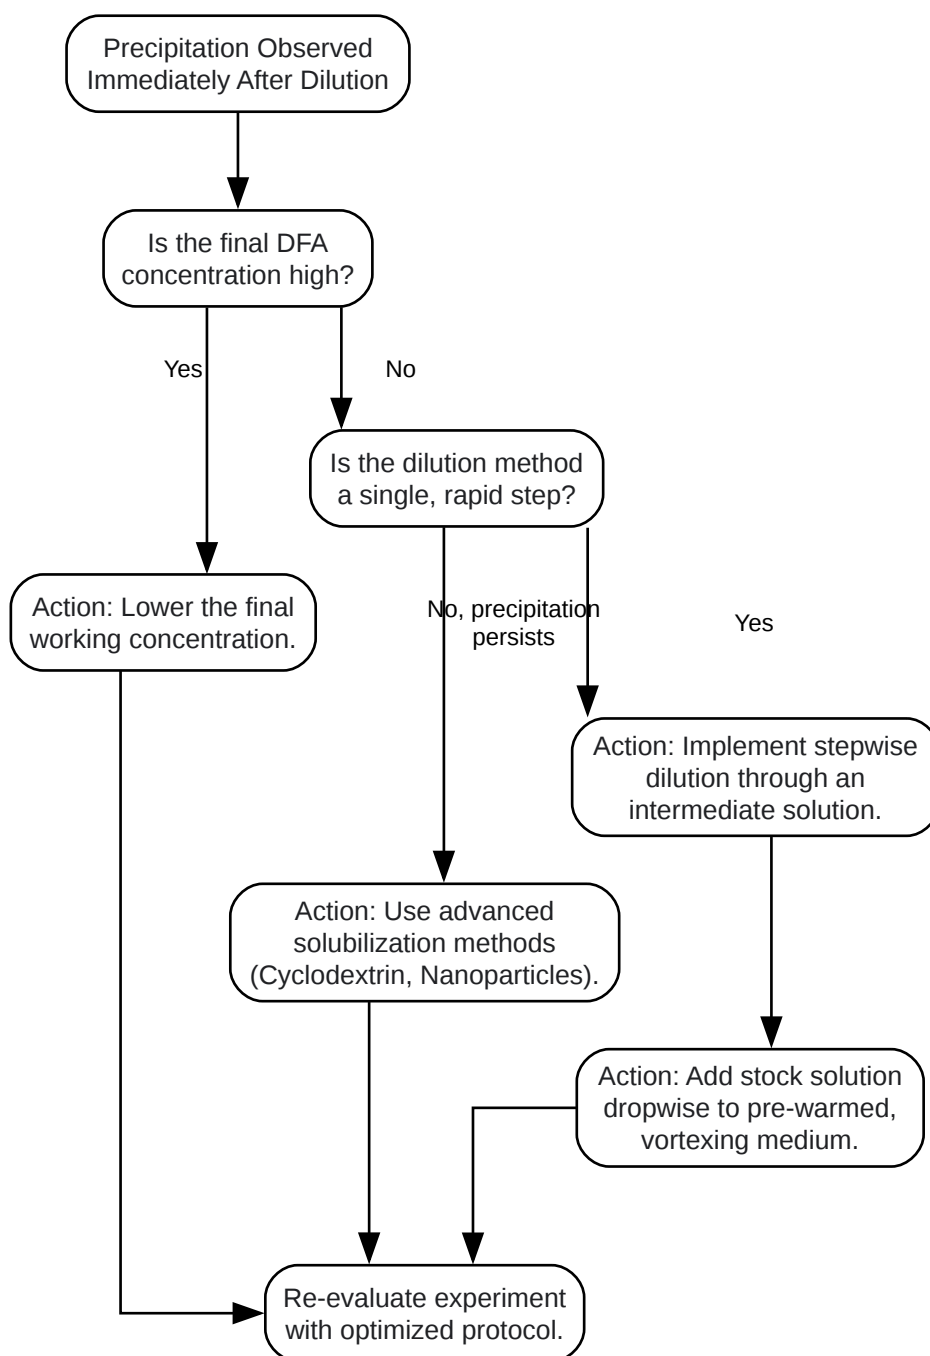 Precipitation Observed
Immediately After Dilution
Is the final DFA
concentration high?
Yes
No
Is the dilution method
a single, rapid step?
Action: Lower the final
working concentration.
No, precipitation
persists
Yes
Action: Implement stepwise
dilution through an
intermediate solution.
Action: Use advanced
solubilization methods
(Cyclodextrin, Nanoparticles).
Action: Add stock solution
dropwise to pre-warmed,
vortexing medium.
Re-evaluate experiment
with optimized protocol.